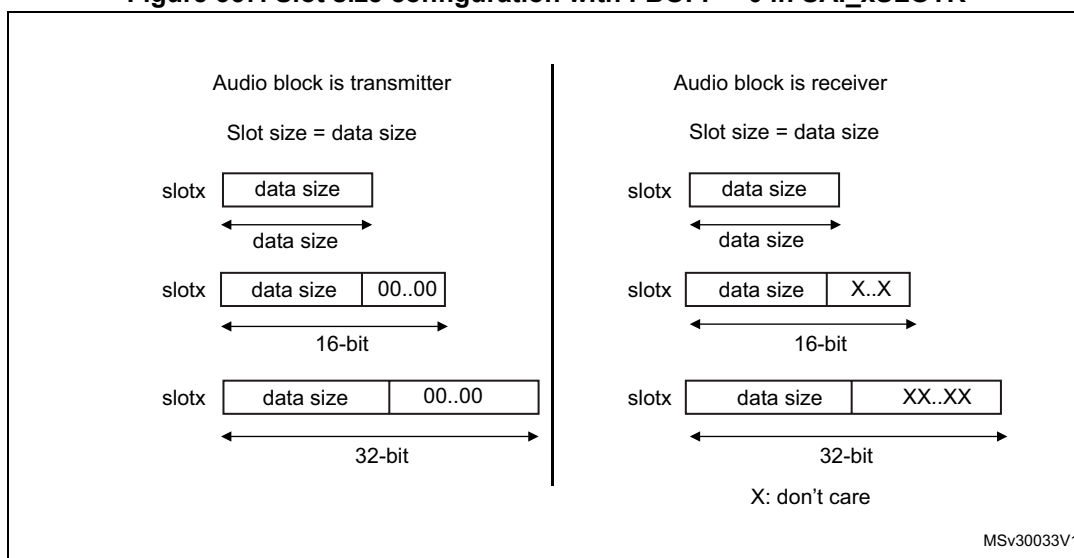 Audio block is transmitter
Slot size = data size
slotx data size
data size
slotx data size 00..00
16-bit
slotx data size 00..00
32-bit
Audio block is receiver
Slot size = data size
slotx data size
data size
slotx data size X..X
16-bit
slotx data size XX..XX
32-bit
X: don't care
MSv30033V1